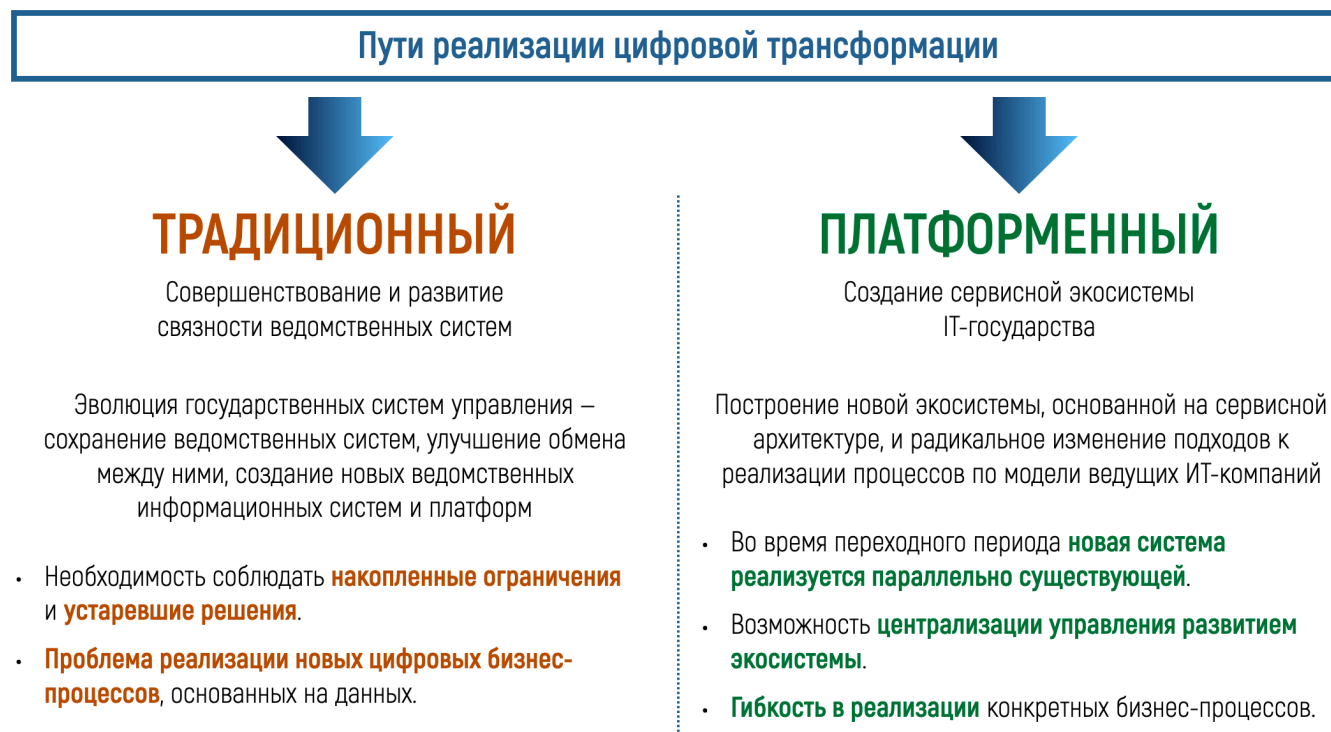 Пути реализации цифровой трансформации
ТРАДИЦИОННЫЙ
Совершенствование и развитие
связности ведомственных систем
Эволюция государственных систем управления –
сохранение ведомственных систем, улучшение обмена
между ними, создание новых ведомственных
информационных систем и платформ
• Необходимость соблюдать накопленные ограничения
и устаревшие решения.
• Проблема реализации новых цифровых бизнес-
процессов, основанных на данных.
ПЛАТФОРМЕННЫЙ
Создание сервисной экосистемы
IT-государства
Построение новой экосистемы, основанной на сервисной
архитектуре, и радикальное изменение подходов к
реализации процессов по модели ведущих ИТ-компаний
• Во время переходного периода новая система
реализуется параллельно существующей.
• Возможность централизации управления развитием
экосистемы.
• Гибкость в реализации конкретных бизнес-процессов.